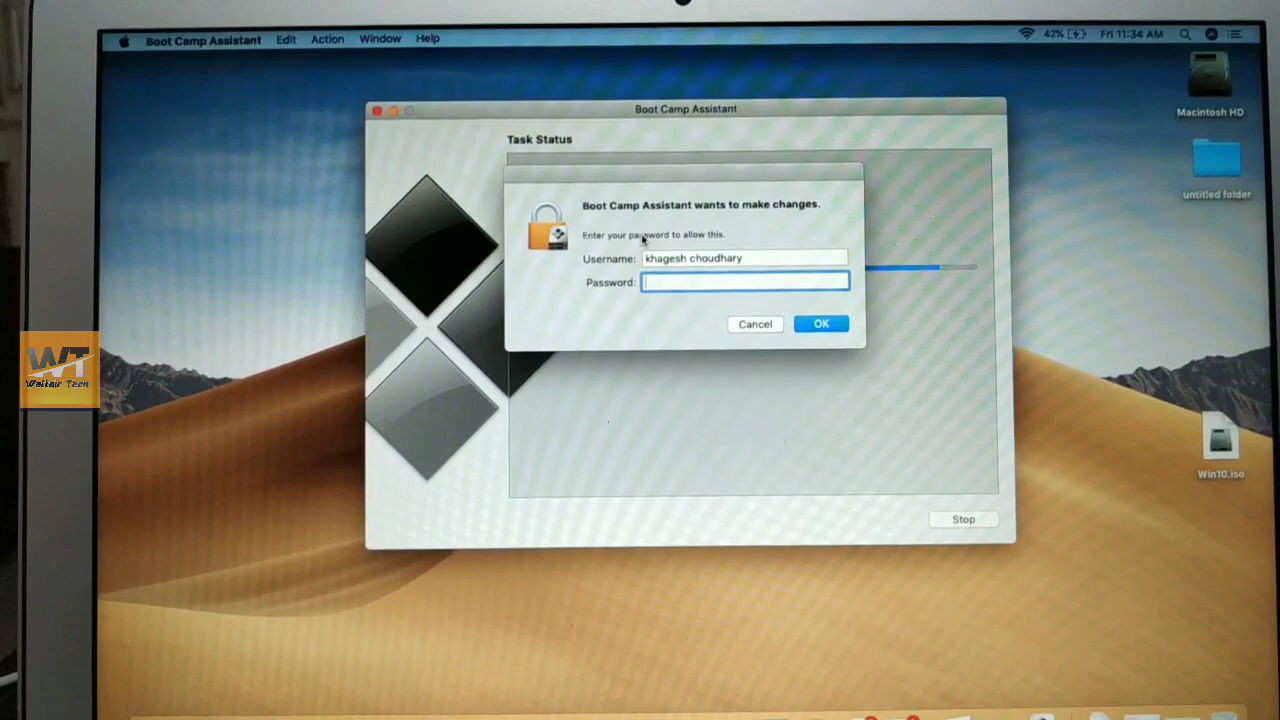 Boot Camp Assistant Edit Action Window Help
42% Fri 11:34 AM
Boot Camp Assistant
Task Status
Boot Camp Assistant wants to make changes.
Enter your password to allow this.
Username: khagesh choudhary
Password:
Cancel OK
Stop
Macintosh HD
untitled folder
Win10.iso
WT
Waltair Tech